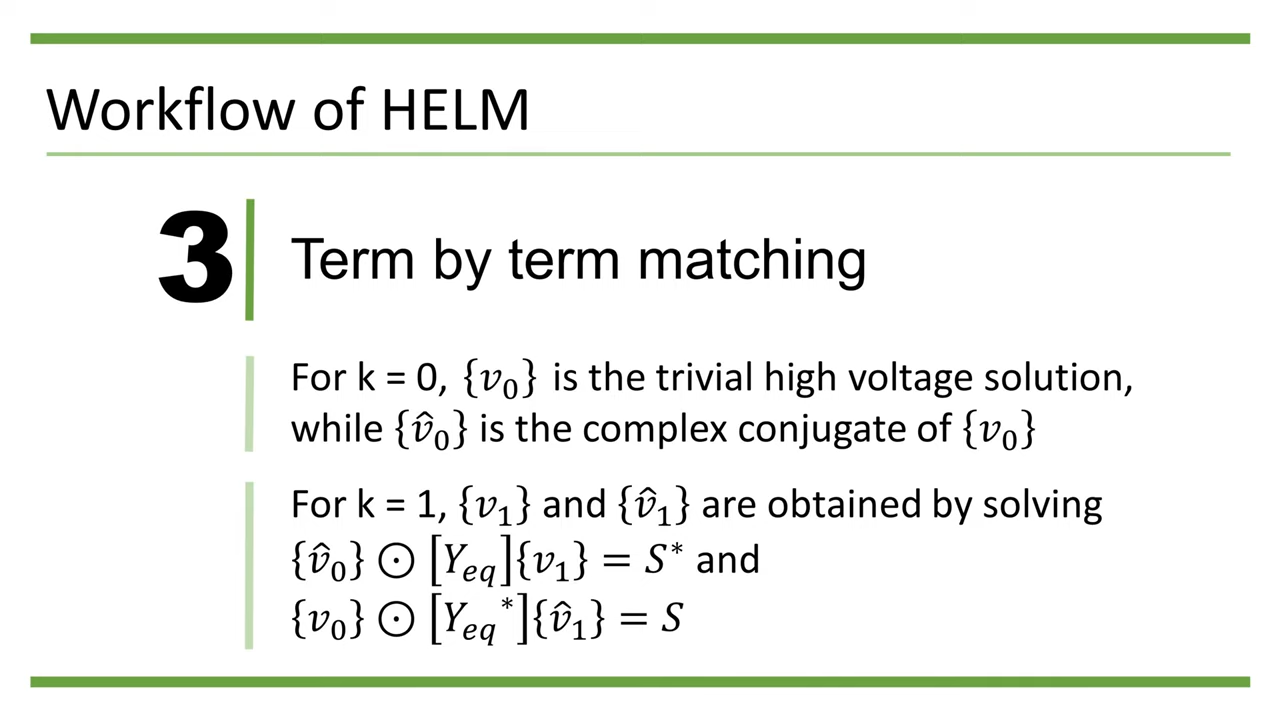 Workflow of HELM
3
Term by term matching
For k = 0, {v₀} is the trivial high voltage solution,
while {v̂₀} is the complex conjugate of {v₀}
For k = 1, {v₁} and {v̂₁} are obtained by solving
{v̂₀} ⊙ [Y_eq]{v₁} = S* and
{v₀} ⊙ [Y_eq*]{v̂₁} = S